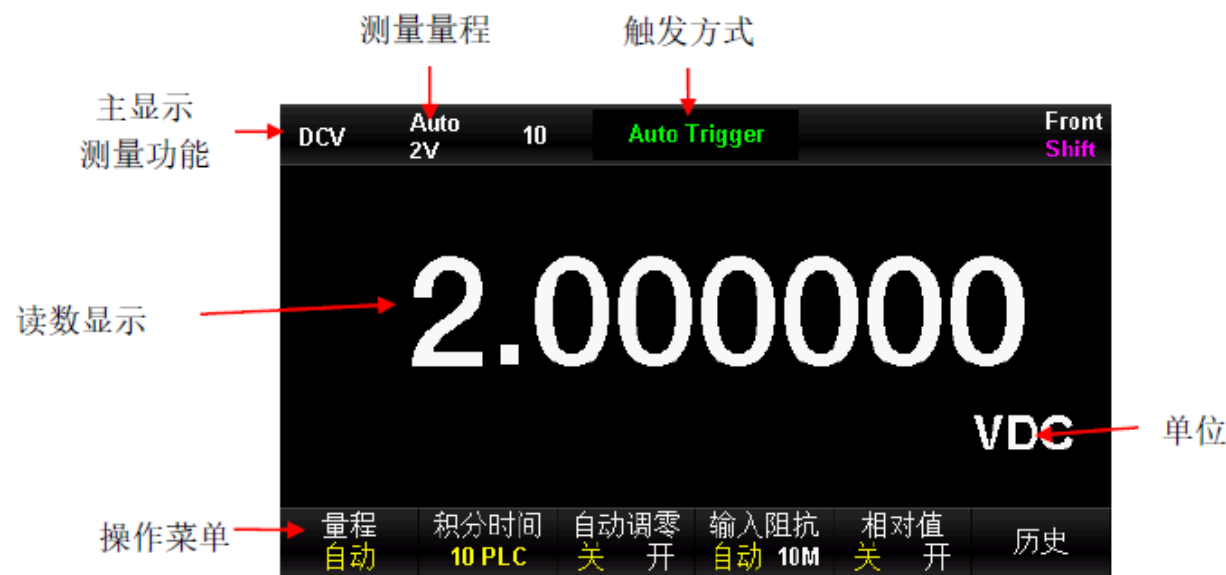 测量量程
触发方式
主显示
测量功能
DCV
Auto
2V
10
Auto Trigger
Front
Shift
读数显示
2.000000
VDC
单位
操作菜单
量程 积分时间 自动调零 输入阻抗 相对值 历史
自动 10 PLC 关 开 自动 10M 关 开